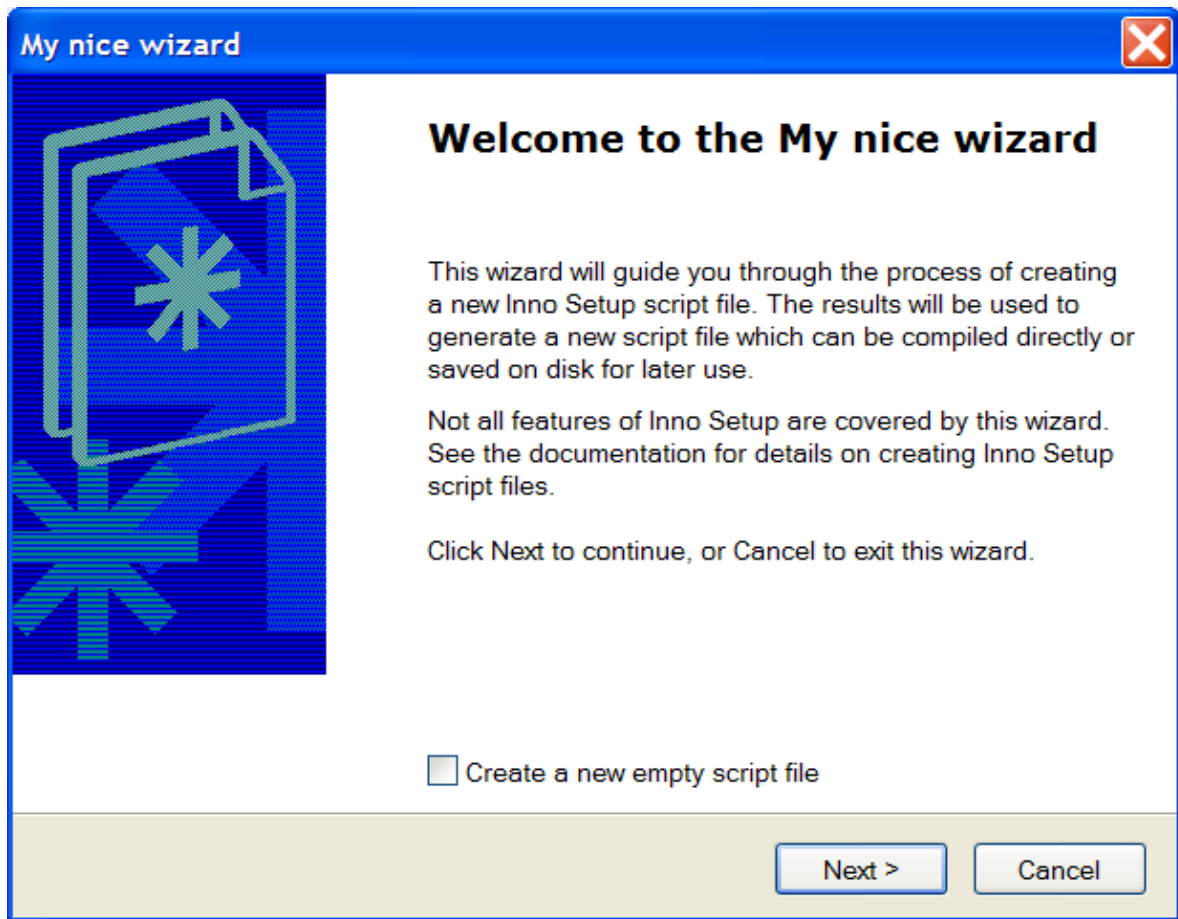 My nice wizard
Welcome to the My nice wizard
This wizard will guide you through the process of creating
a new Inno Setup script file. The results will be used to
generate a new script file which can be compiled directly or
saved on disk for later use.
Not all features of Inno Setup are covered by this wizard.
See the documentation for details on creating Inno Setup
script files.
Click Next to continue, or Cancel to exit this wizard.
Create a new empty script file
Next >
Cancel